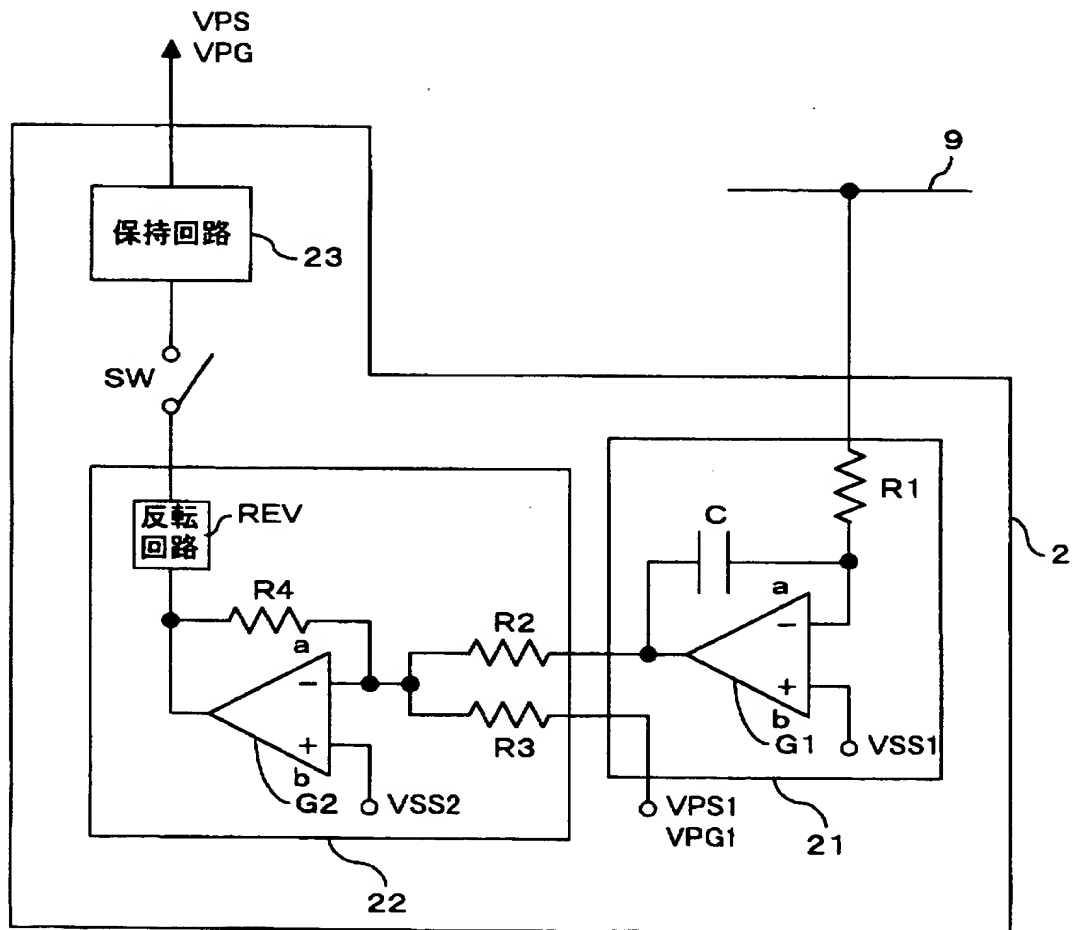 VPS
VPG
9
保持回路
23
SW
R1
反転
回路
REV
C
2
R4
a
R2
a
−
−
+
R3
b
G1
VSS1
+
b
G2
VSS2
VPS1
VPG1
21
22